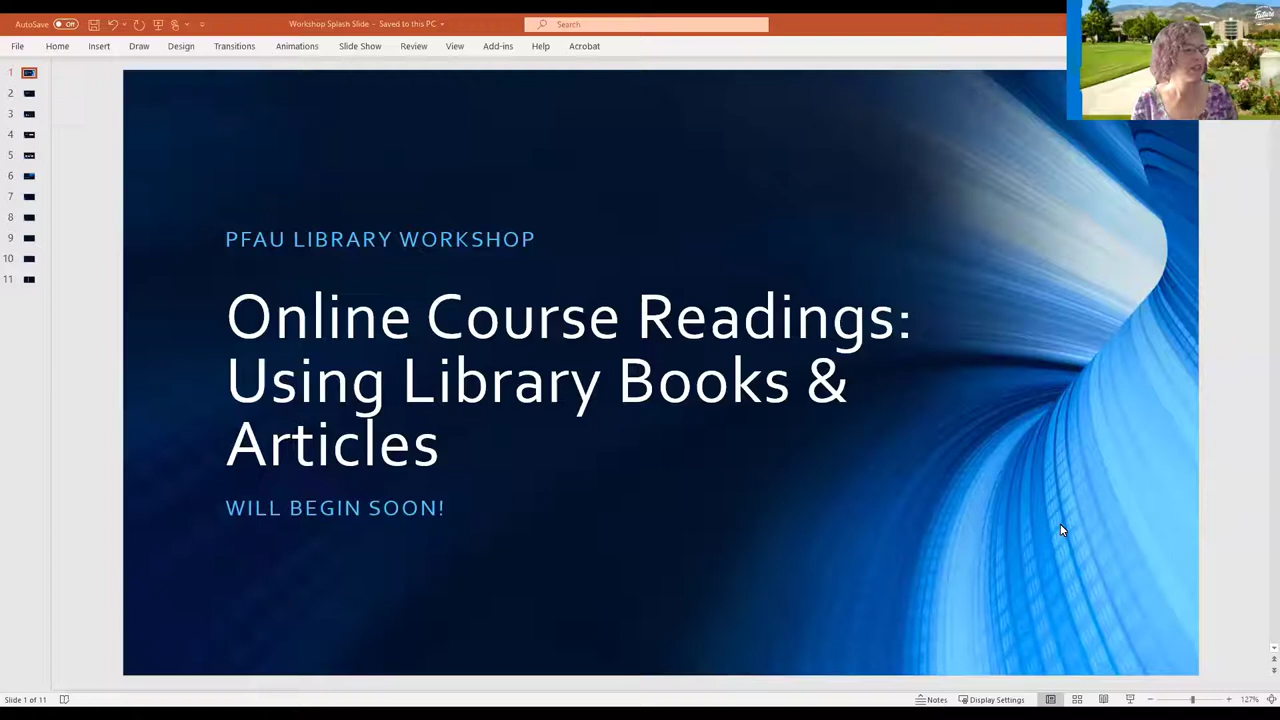 AutoSave Off
Workshop Splash Slide - Saved to this PC
Search
File Home Insert Draw Design Transitions Animations Slide Show Review View Add-ins Help Acrobat
1
2
3
4
5
6
7
8
9
10
11
PFAU LIBRARY WORKSHOP
Online Course Readings:
Using Library Books &
Articles
WILL BEGIN SOON!
Slide 1 of 11
Notes Display Settings 127%